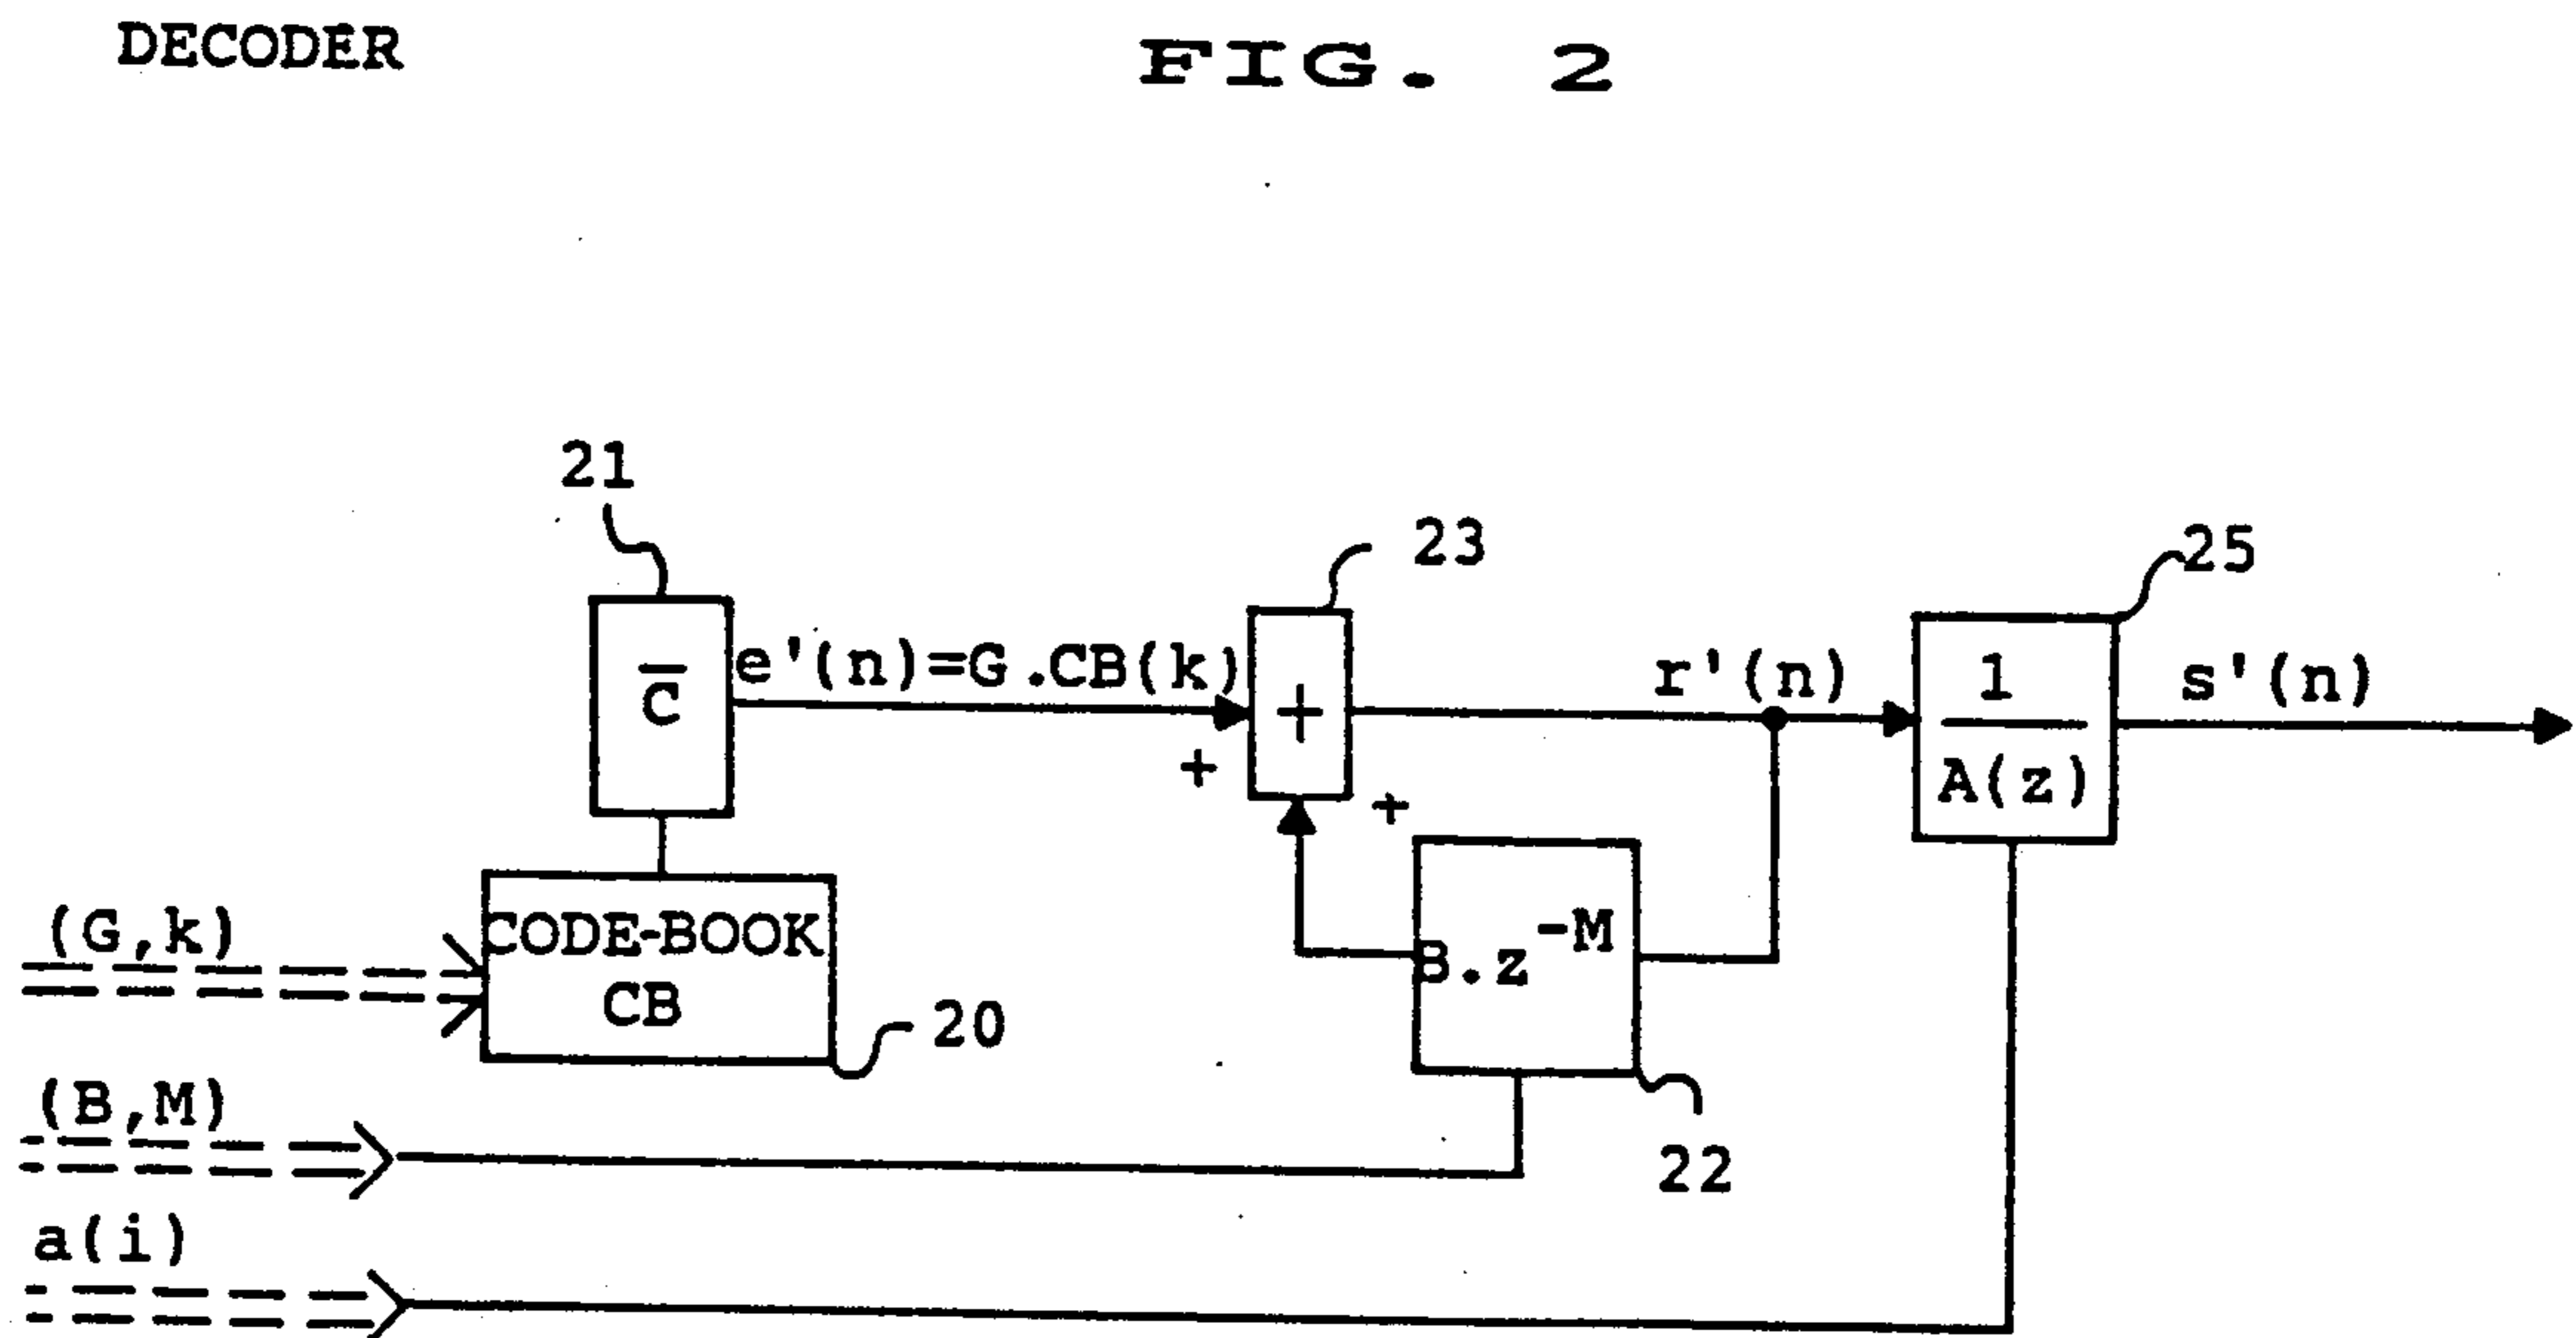 DECODER
FIG. 2
21
23
25
C̅
e'(n)=G.CB(k)
+
+
+
r'(n)
1
A(z)
s'(n)
(G,k)
CODE-BOOK
CB
20
B.z-M
22
(B,M)
a(i)